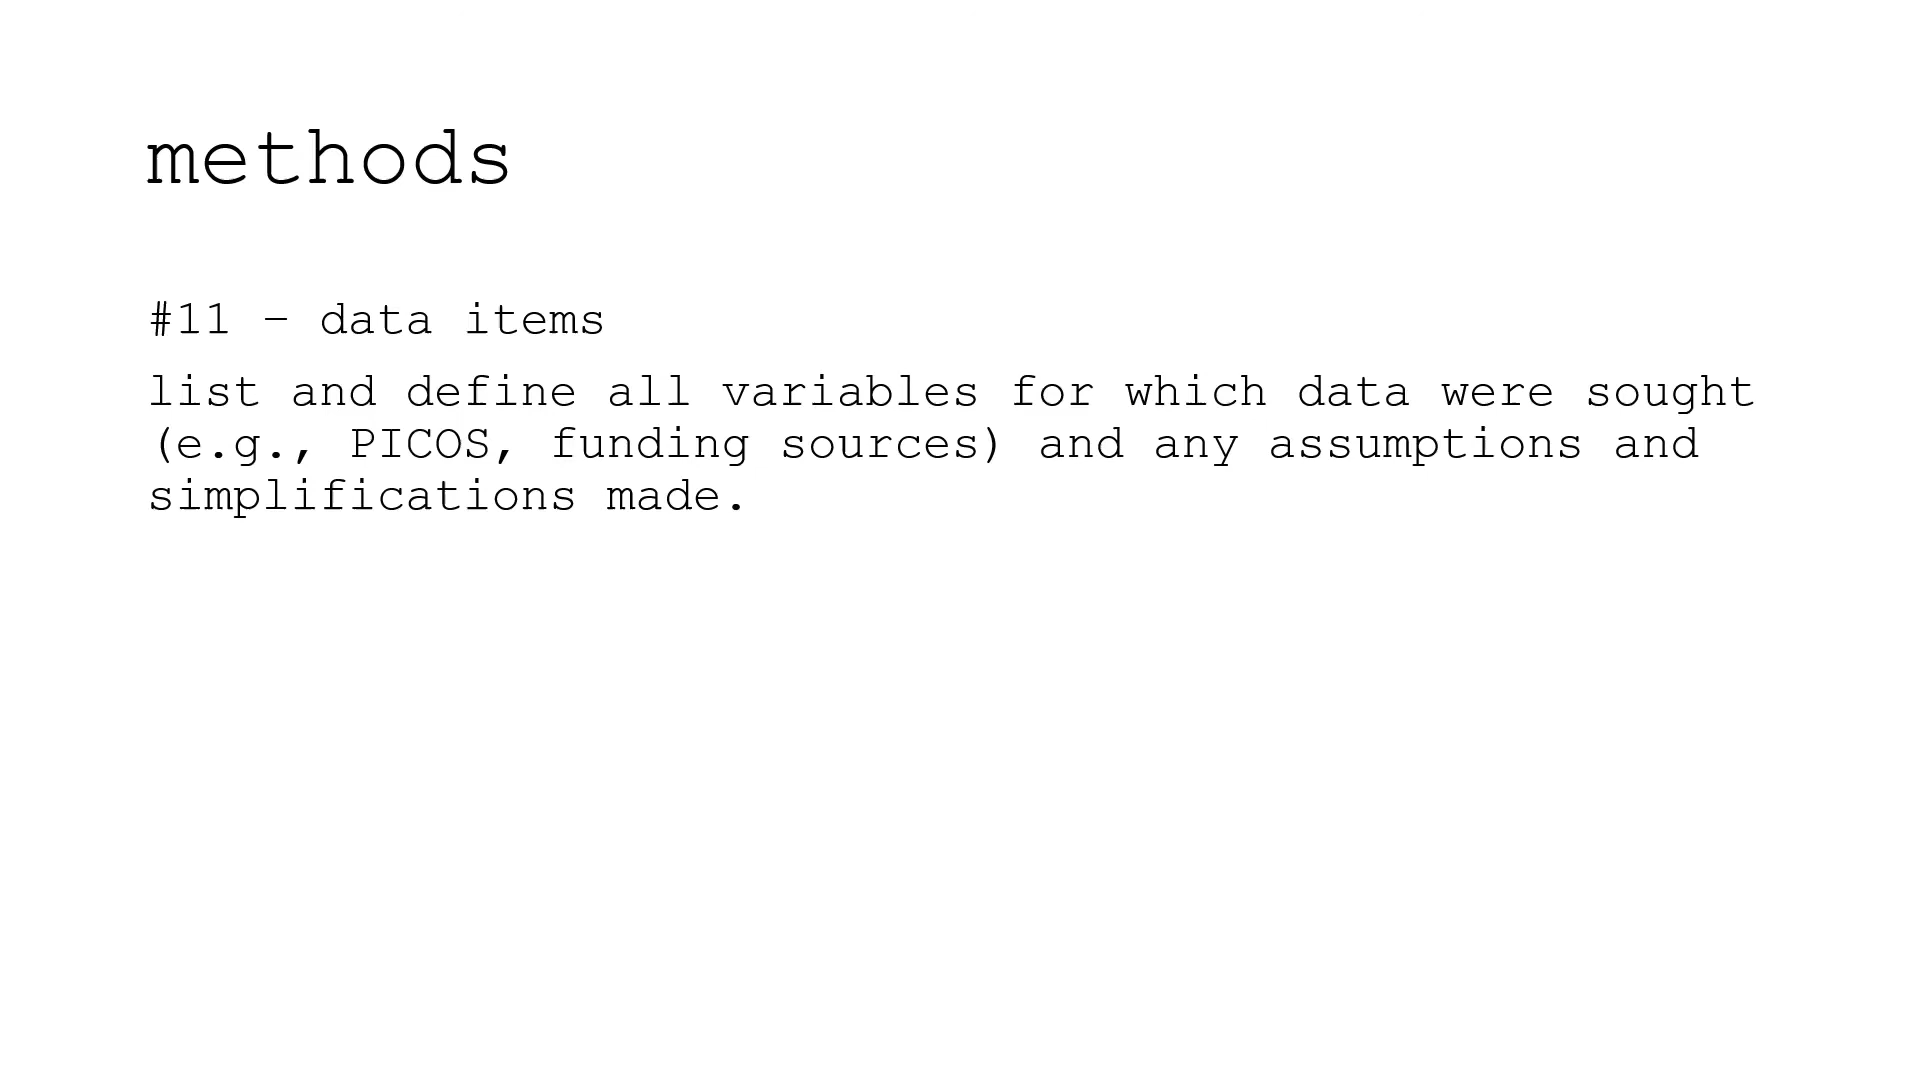 methods
#11 – data items
list and define all variables for which data were sought
(e.g., PICOS, funding sources) and any assumptions and
simplifications made.